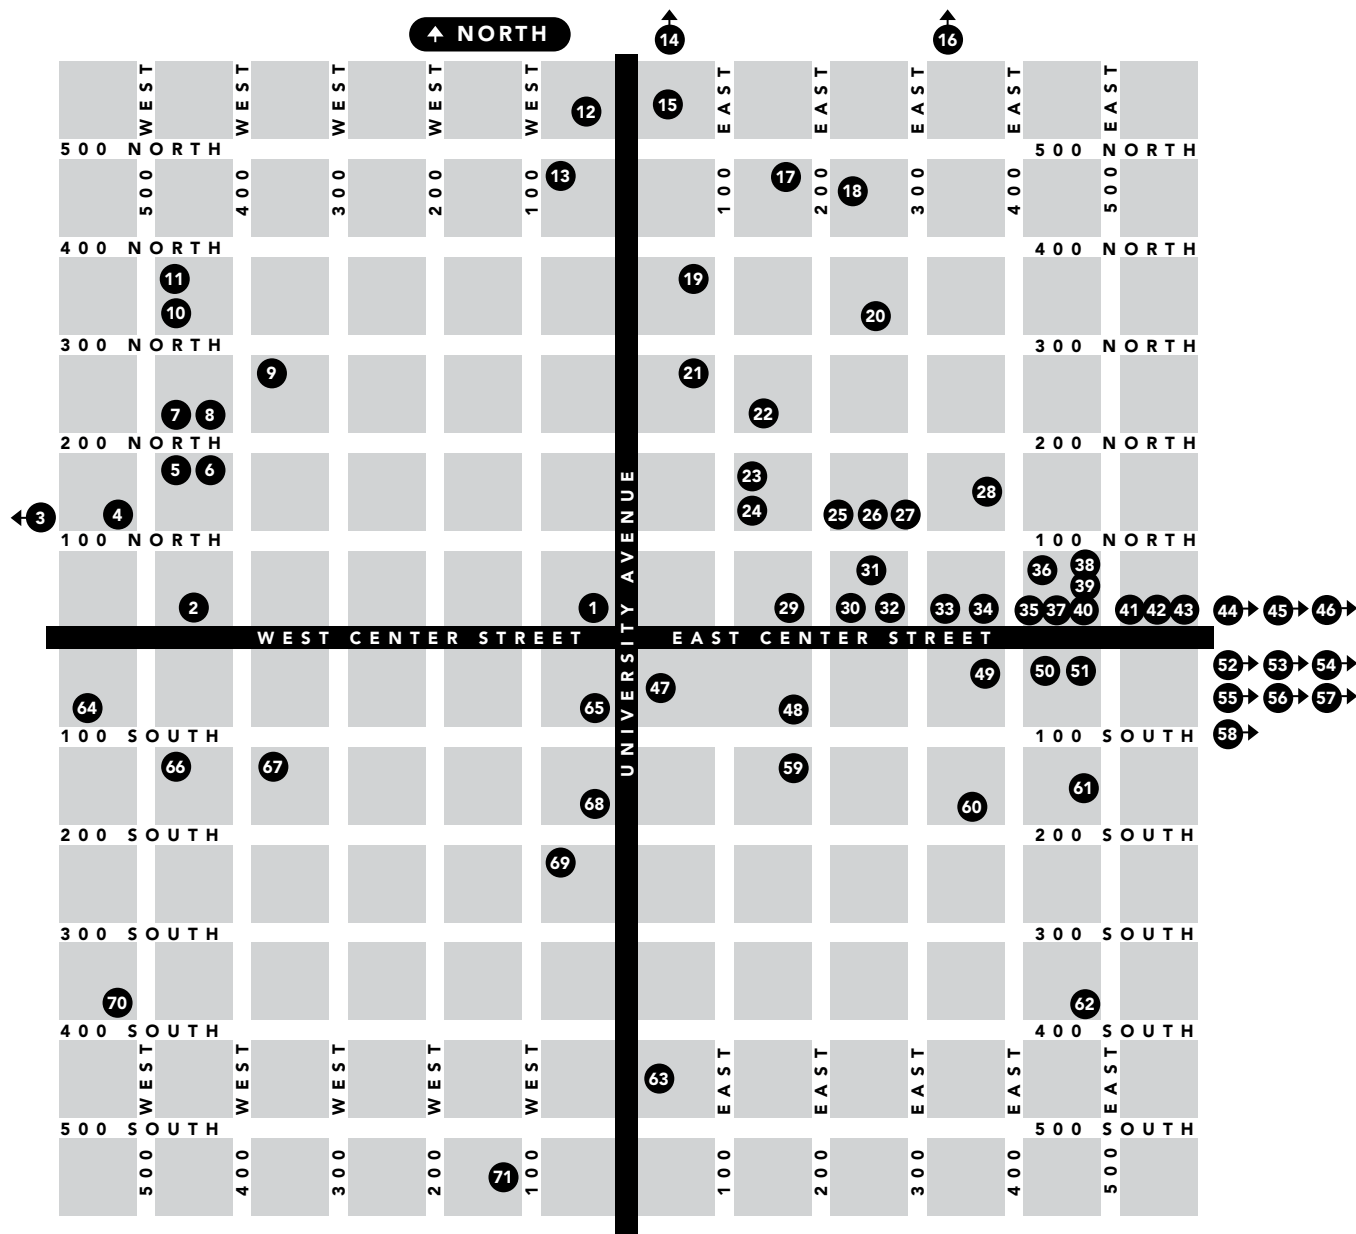 NORTH
14
16
WEST WEST WEST WEST WEST EAST EAST EAST EAST EAST
12
15
500 NORTH 500 NORTH
500 400 300 200 100 100 200 300 400 500
13
17
18
400 NORTH 400 NORTH
11
19
10
20
300 NORTH 300 NORTH
9
21
7 8
22
200 NORTH 200 NORTH
5 6
23
28
3 4
24
25 26 27
100 NORTH 100 NORTH
31
36 38
39
2
1
29
30 32
33 34
35 37 40
41 42 43
44 45 46
WEST CENTER STREET
EAST CENTER STREET
UNIVERSITY AVENUE
47
49
50 51
52 53 54
64
65
48
55 56 57
100 SOUTH 100 SOUTH
58
66
67
59
61
68
60
200 SOUTH 200 SOUTH
69
300 SOUTH 300 SOUTH
70
62
400 SOUTH 400 SOUTH
WEST WEST WEST WEST WEST EAST EAST EAST EAST EAST
63
500 SOUTH 500 SOUTH
500 400 300 200 100 100 200 300 400 500
71